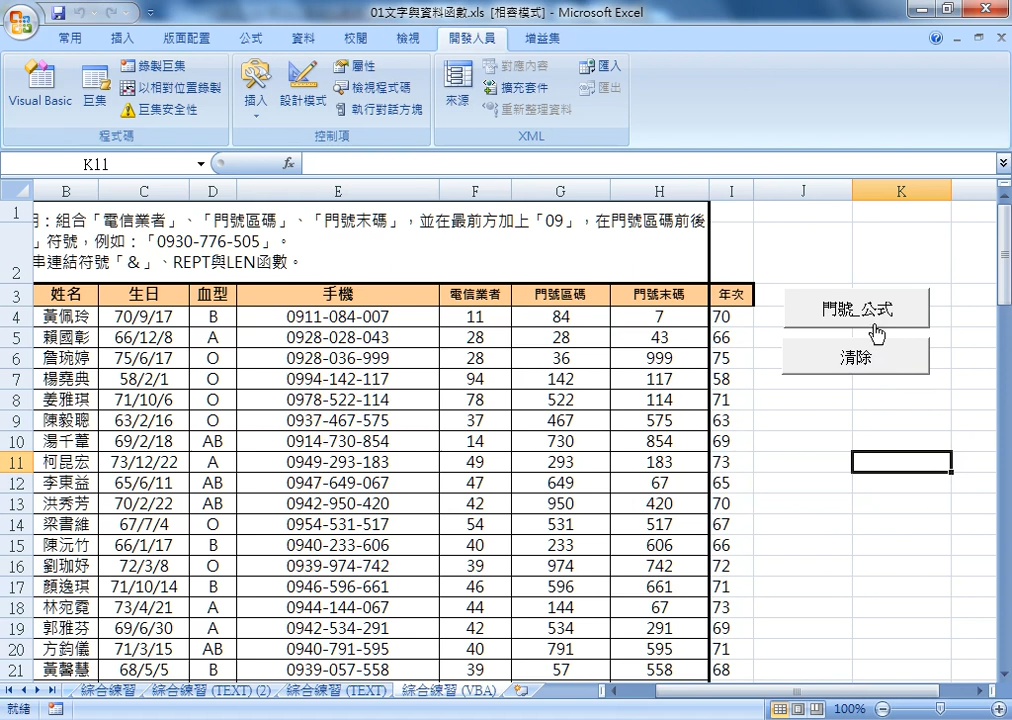 01文字與資料函數.xls [相容模式] - Microsoft Excel
常用 插入 版面配置 公式 資料 校閱 檢視 開發人員 增益集
Visual Basic 巨集 錄製巨集 以相對位置錄製 巨集安全性 插入 設計模式 屬性 檢視程式碼 執行對話方塊 來源 對應內容 擴充套件 重新整理資料 匯入 匯出
程式碼 控制項 XML
K11 fx
B C D E F G H I J K
1 :組合「電信業者」、「門號區碼」、「門號末碼」,並在最前方加上「09」,在門號區碼前後
」符號,例如:「0930-776-505」。
2 串連結符號「&」、REPT與LEN函數。
3 姓名 生日 血型 手機 電信業者 門號區碼 門號末碼 年次
門號_公式
清除
4 黃佩玲 70/9/17 B 0911-084-007 11 84 7 70
5 賴國彰 66/12/8 A 0928-028-043 28 28 43 66
6 詹琬婷 75/6/17 O 0928-036-999 28 36 999 75
7 楊堯典 58/2/1 O 0994-142-117 94 142 117 58
8 姜雅琪 71/10/6 O 0978-522-114 78 522 114 71
9 陳毅聰 63/2/16 O 0937-467-575 37 467 575 63
10 湯千葦 69/2/18 AB 0914-730-854 14 730 854 69
11 柯昆宏 73/12/22 A 0949-293-183 49 293 183 73
12 李東益 65/6/11 AB 0947-649-067 47 649 67 65
13 洪秀芳 70/2/22 AB 0942-950-420 42 950 420 70
14 梁書維 67/7/4 O 0954-531-517 54 531 517 67
15 陳沅竹 66/1/17 B 0940-233-606 40 233 606 66
16 劉珈妤 72/3/8 O 0939-974-742 39 974 742 72
17 顏逸琪 71/10/14 B 0946-596-661 46 596 661 71
18 林宛霓 73/4/21 A 0944-144-067 44 144 67 73
19 郭雅芬 69/6/30 A 0942-534-291 42 534 291 69
20 方鈞儀 71/3/15 AB 0940-791-595 40 791 595 71
21 黃馨慧 68/5/5 B 0939-057-558 39 57 558 68
綜合練習 綜合練習 (TEXT) (2) 綜合練習 (TEXT) 綜合練習 (VBA)
就緒 100%